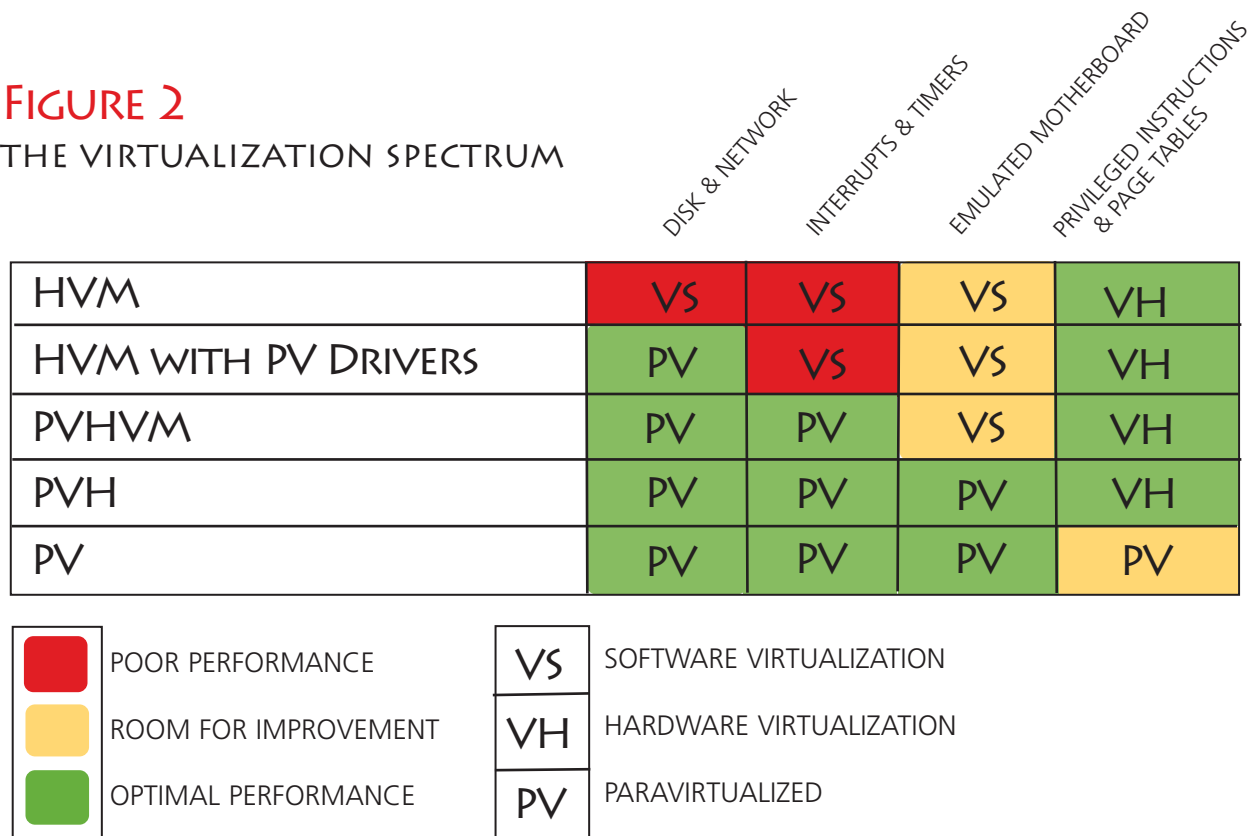 FIGURE 2
THE VIRTUALIZATION SPECTRUM
DISK & NETWORK
INTERRUPTS & TIMERS
EMULATED MOTHERBOARD
PRIVILEGED INSTRUCTIONS
& PAGE TABLES
HVM VS VS VS VH
HVM WITH PV DRIVERS PV VS VS VH
PVHVM PV PV VS VH
PVH PV PV PV VH
PV PV PV PV PV
POOR PERFORMANCE VS SOFTWARE VIRTUALIZATION
ROOM FOR IMPROVEMENT VH HARDWARE VIRTUALIZATION
OPTIMAL PERFORMANCE PV PARAVIRTUALIZED